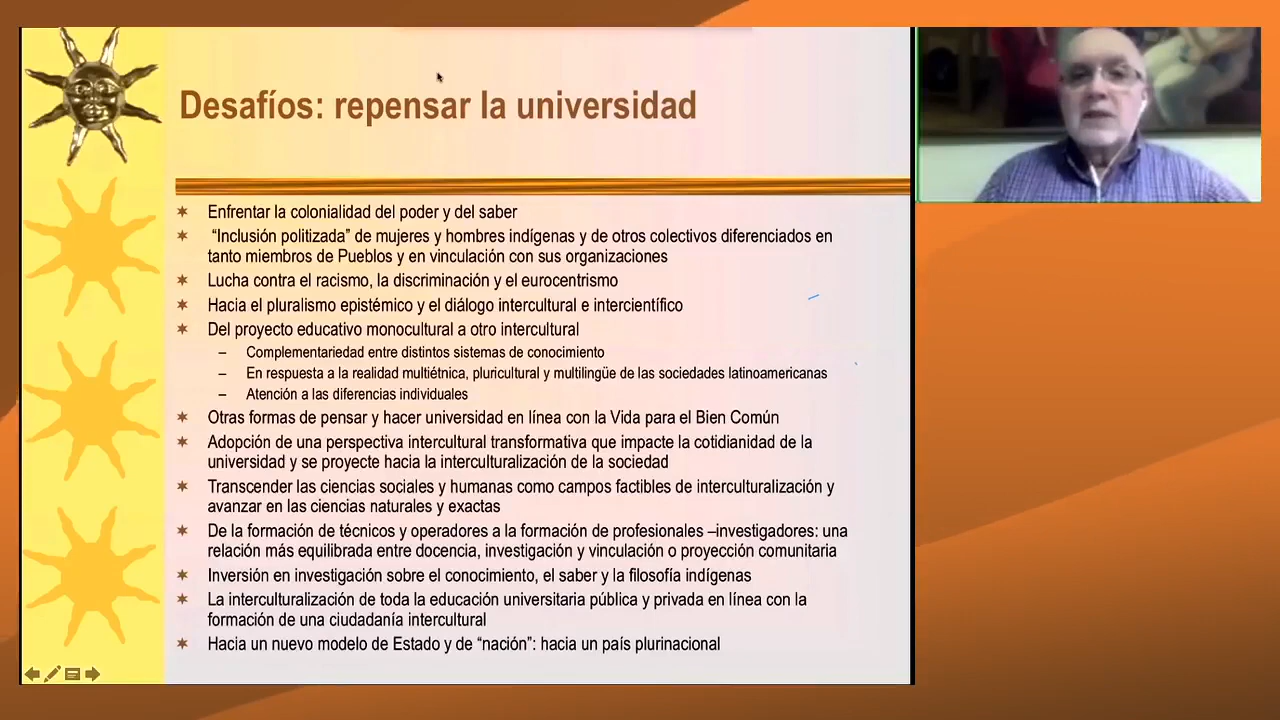 Desafíos: repensar la universidad
Enfrentar la colonialidad del poder y del saber
“Inclusión politizada” de mujeres y hombres indígenas y de otros colectivos diferenciados en
tanto miembros de Pueblos y en vinculación con sus organizaciones
Lucha contra el racismo, la discriminación y el eurocentrismo
Hacia el pluralismo epistémico y el diálogo intercultural e intercientífico
Del proyecto educativo monocultural a otro intercultural
– Complementariedad entre distintos sistemas de conocimiento
– En respuesta a la realidad multiétnica, pluricultural y multilingüe de las sociedades latinoamericanas
– Atención a las diferencias individuales
Otras formas de pensar y hacer universidad en línea con la Vida para el Bien Común
Adopción de una perspectiva intercultural transformativa que impacte la cotidianidad de la
universidad y se proyecte hacia la interculturalización de la sociedad
Transcender las ciencias sociales y humanas como campos factibles de interculturalización y
avanzar en las ciencias naturales y exactas
De la formación de técnicos y operadores a la formación de profesionales –investigadores: una
relación más equilibrada entre docencia, investigación y vinculación o proyección comunitaria
Inversión en investigación sobre el conocimiento, el saber y la filosofía indígenas
La interculturalización de toda la educación universitaria pública y privada en línea con la
formación de una ciudadanía intercultural
Hacia un nuevo modelo de Estado y de “nación”: hacia un país plurinacional